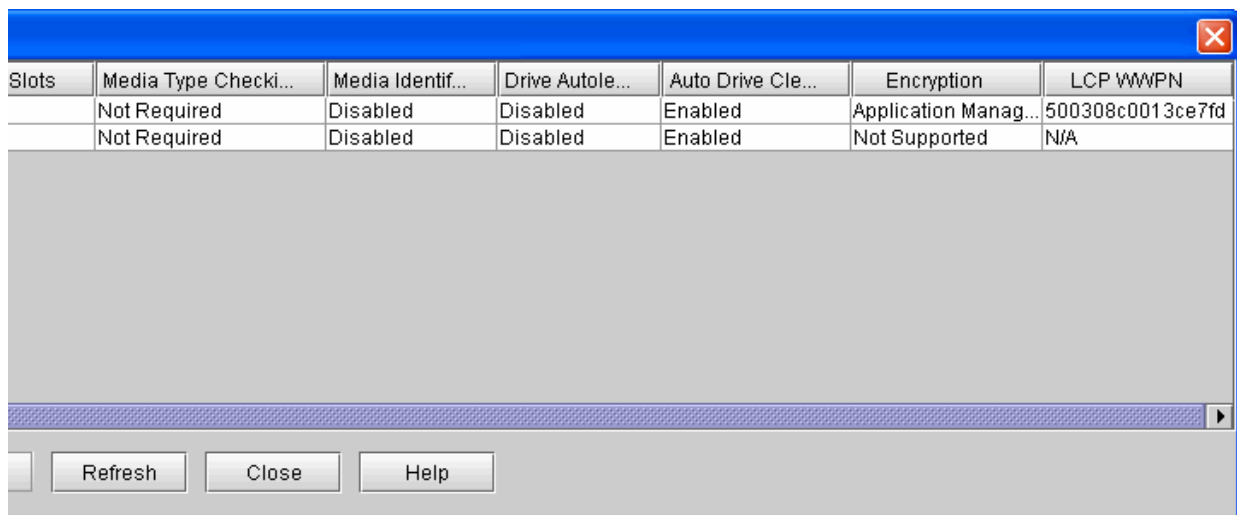 Slots Media Type Checki... Media Identif... Drive Autole... Auto Drive Cle... Encryption LCP WWPN
Not Required Disabled Disabled Enabled Application Manag... 500308c0013ce7fd
Not Required Disabled Disabled Enabled Not Supported N/A
Refresh Close Help